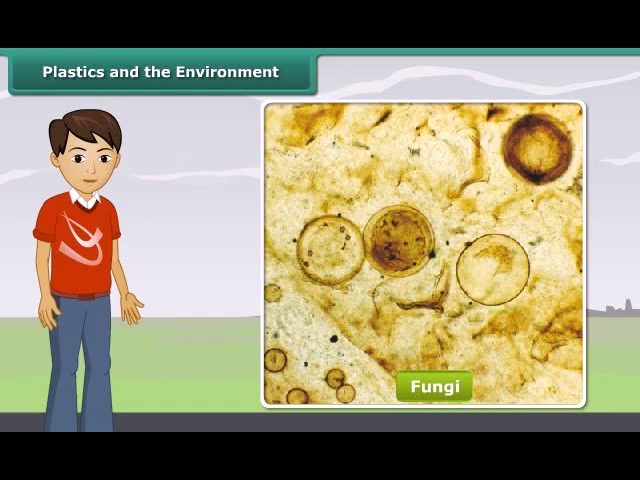 Plastics and the Environment
Fungi